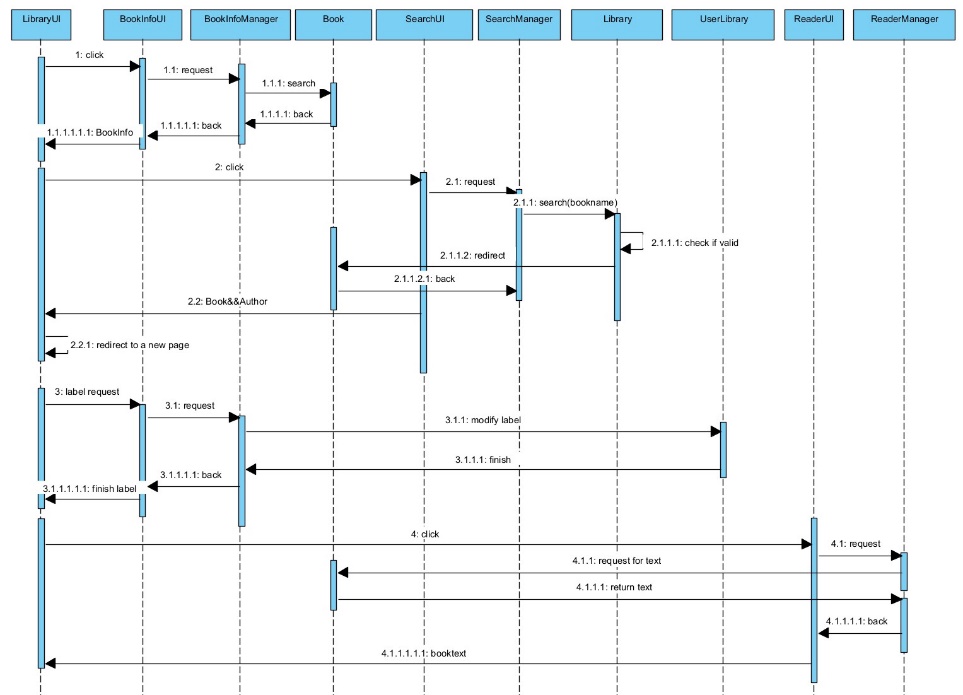 LibraryUI
BookInfoUI
BookInfoManager
Book
SearchUI
SearchManager
Library
UserLibrary
ReaderUI
ReaderManager
1: click
1.1: request
1.1.1: search
1.1.1.1: back
1.1.1.1.1: back
1.1.1.1.1.1: BookInfo
2: click
2.1: request
2.1.1: search(bookname)
2.1.1.1: check if valid
2.1.1.2: redirect
2.1.1.2.1: back
2.2: Book&&Author
2.2.1: redirect to a new page
3: label request
3.1: request
3.1.1: modify label
3.1.1.1: finish
3.1.1.1.1: back
3.1.1.1.1.1: finish label
4: click
4.1: request
4.1.1: request for text
4.1.1.1: return text
4.1.1.1.1: back
4.1.1.1.1.1: booktext